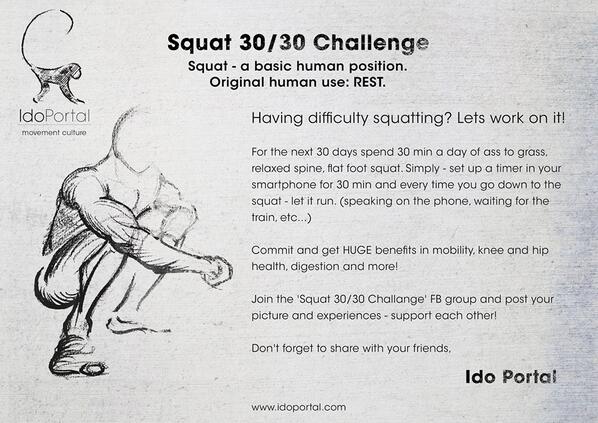 Squat 30/30 Challenge
Squat - a basic human position.
Original human use: REST.
IdoPortal
movement culture
Having difficulty squatting? Lets work on it!
For the next 30 days spend 30 min a day of ass to grass,
relaxed spine, flat foot squat. Simply - set up a timer in your
smartphone for 30 min and every time you go down to the
squat - let it run. (speaking on the phone, waiting for the
train, etc...)
Commit and get HUGE benefits in mobility, knee and hip
health, digestion and more!
Join the 'Squat 30/30 Challange' FB group and post your
picture and experiences - support each other!
Don't forget to share with your friends,
Ido Portal
www.idoportal.com